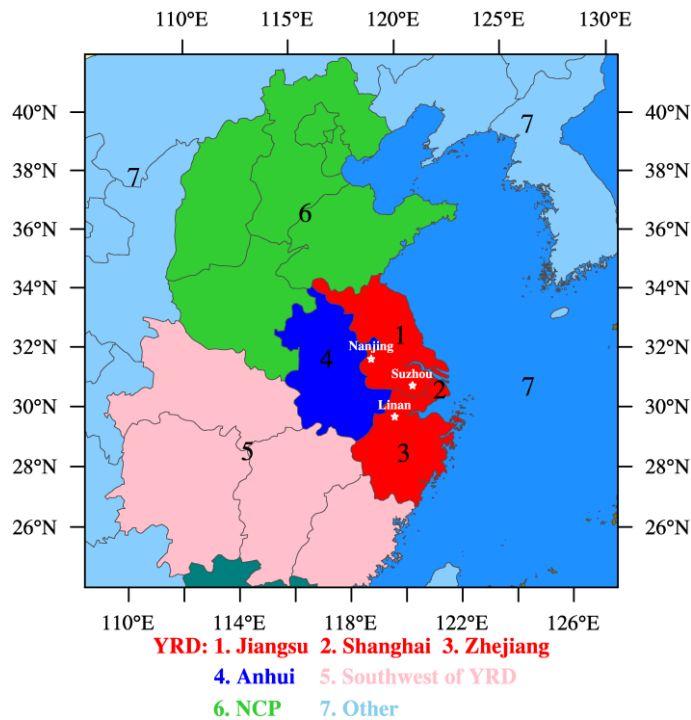 110°E 115°E 120°E 125°E 130°E
40°N 7 40°N
38°N 7 38°N
36°N 6 36°N
34°N 34°N
32°N 1 32°N
Nanjing
4
Suzhou
30°N 2 7 30°N
Linan
28°N 5 3 28°N
26°N 26°N
110°E 114°E 118°E 122°E 126°E
YRD: 1. Jiangsu 2. Shanghai 3. Zhejiang
4. Anhui 5. Southwest of YRD
6. NCP 7. Other